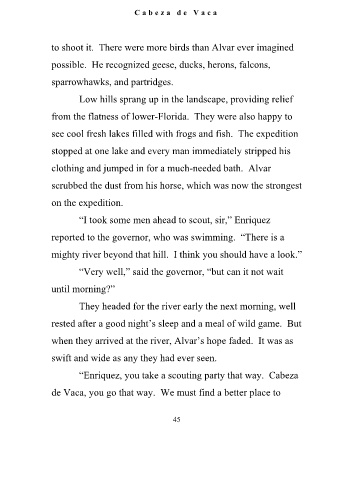 Cabeza de Vaca
to shoot it. There were more birds than Alvar ever imagined
possible. He recognized geese, ducks, herons, falcons,
sparrowhawks, and partridges.
Low hills sprang up in the landscape, providing relief
from the flatness of lower-Florida. They were also happy to
see cool fresh lakes filled with frogs and fish. The expedition
stopped at one lake and every man immediately stripped his
clothing and jumped in for a much-needed bath. Alvar
scrubbed the dust from his horse, which was now the strongest
on the expedition.
“I took some men ahead to scout, sir,” Enriquez
reported to the governor, who was swimming. “There is a
mighty river beyond that hill. I think you should have a look.”
“Very well,” said the governor, “but can it not wait
until morning?”
They headed for the river early the next morning, well
rested after a good night’s sleep and a meal of wild game. But
when they arrived at the river, Alvar’s hope faded. It was as
swift and wide as any they had ever seen.
“Enriquez, you take a scouting party that way. Cabeza
de Vaca, you go that way. We must find a better place to
45